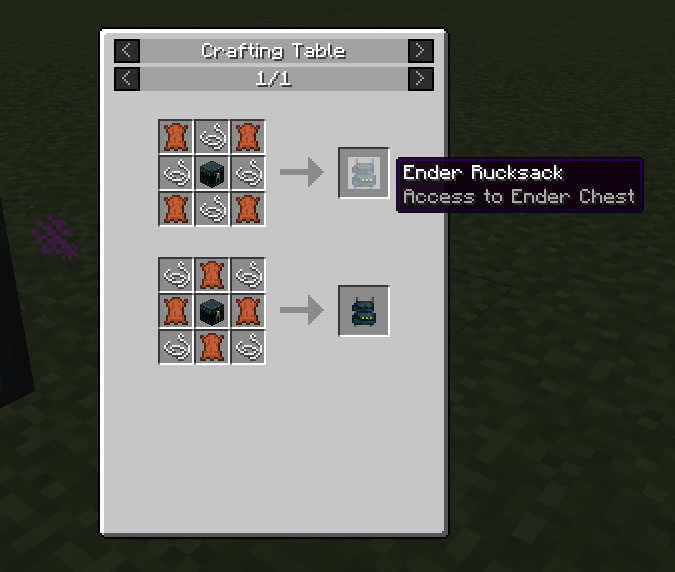 Crafting Table
1/1
Ender Rucksack
Access to Ender Chest